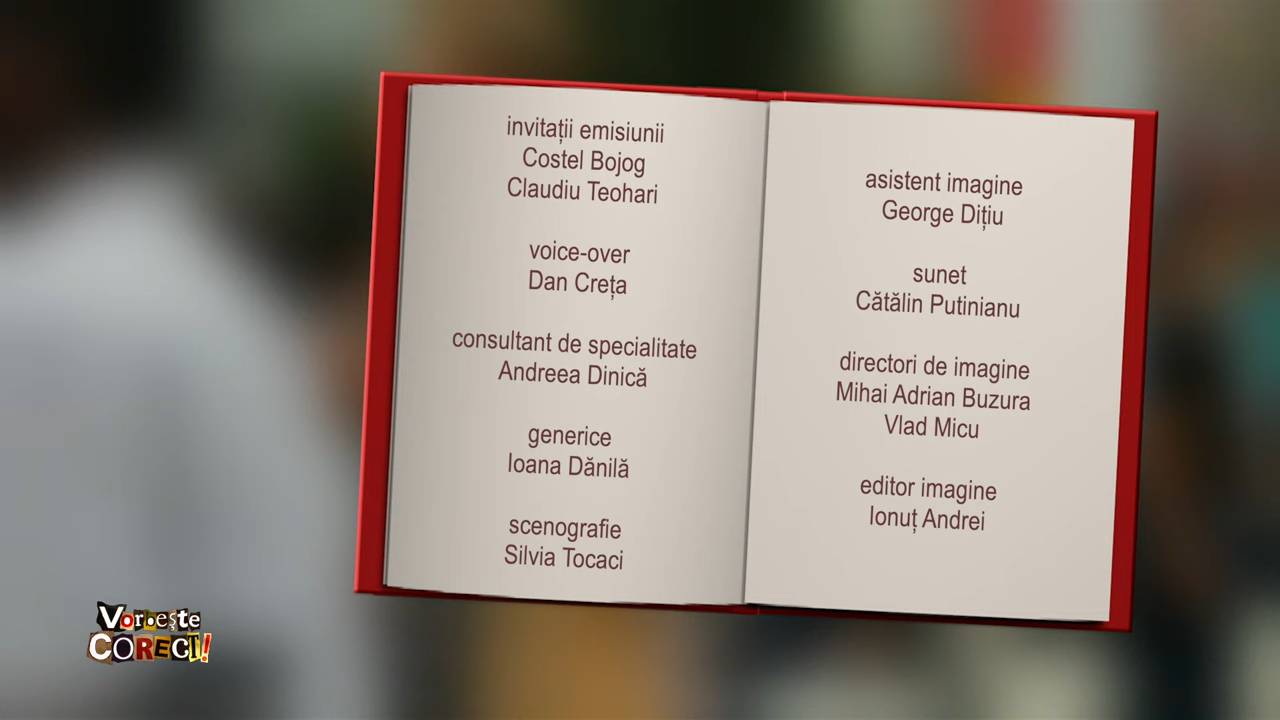 invitații emisiunii
Costel Bojog
Claudiu Teohari
voice-over
Dan Creța
consultant de specialitate
Andreea Dinică
generice
Ioana Dănilă
scenografie
Silvia Tocaci
asistent imagine
George Dițiu
sunet
Cătălin Putinianu
directori de imagine
Mihai Adrian Buzura
Vlad Micu
editor imagine
Ionuț Andrei
Vorbește
CORECT!